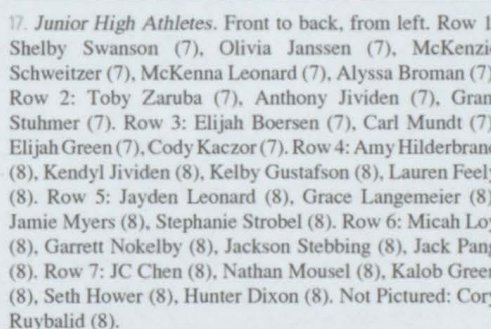 17. Junior High Athletes. Front to back, from left. Row 1
Shelby Swanson (7), Olivia Janssen (7), McKenzi
Schweitzer (7), McKenna Leonard (7), Alyssa Broman (7)
Row 2: Toby Zaruba (7), Anthony Jividen (7), Gran
Stuhmer (7). Row 3: Elijah Boersen (7), Carl Mundt (7)
Elijah Green (7), Cody Kaczor (7). Row 4: Amy Hilderbran
(8), Kendyl Jividen (8), Kelby Gustafson (8), Lauren Feely
(8). Row 5: Jayden Leonard (8), Grace Langemeier (8)
Jamie Myers (8), Stephanie Strobel (8). Row 6: Micah Lo
(8), Garrett Nokelby (8), Jackson Stebbing (8), Jack Pang
(8). Row 7: JC Chen (8), Nathan Mousel (8), Kalob Green
(8), Seth Hower (8), Hunter Dixon (8). Not Pictured: Cory
Ruybalid (8).